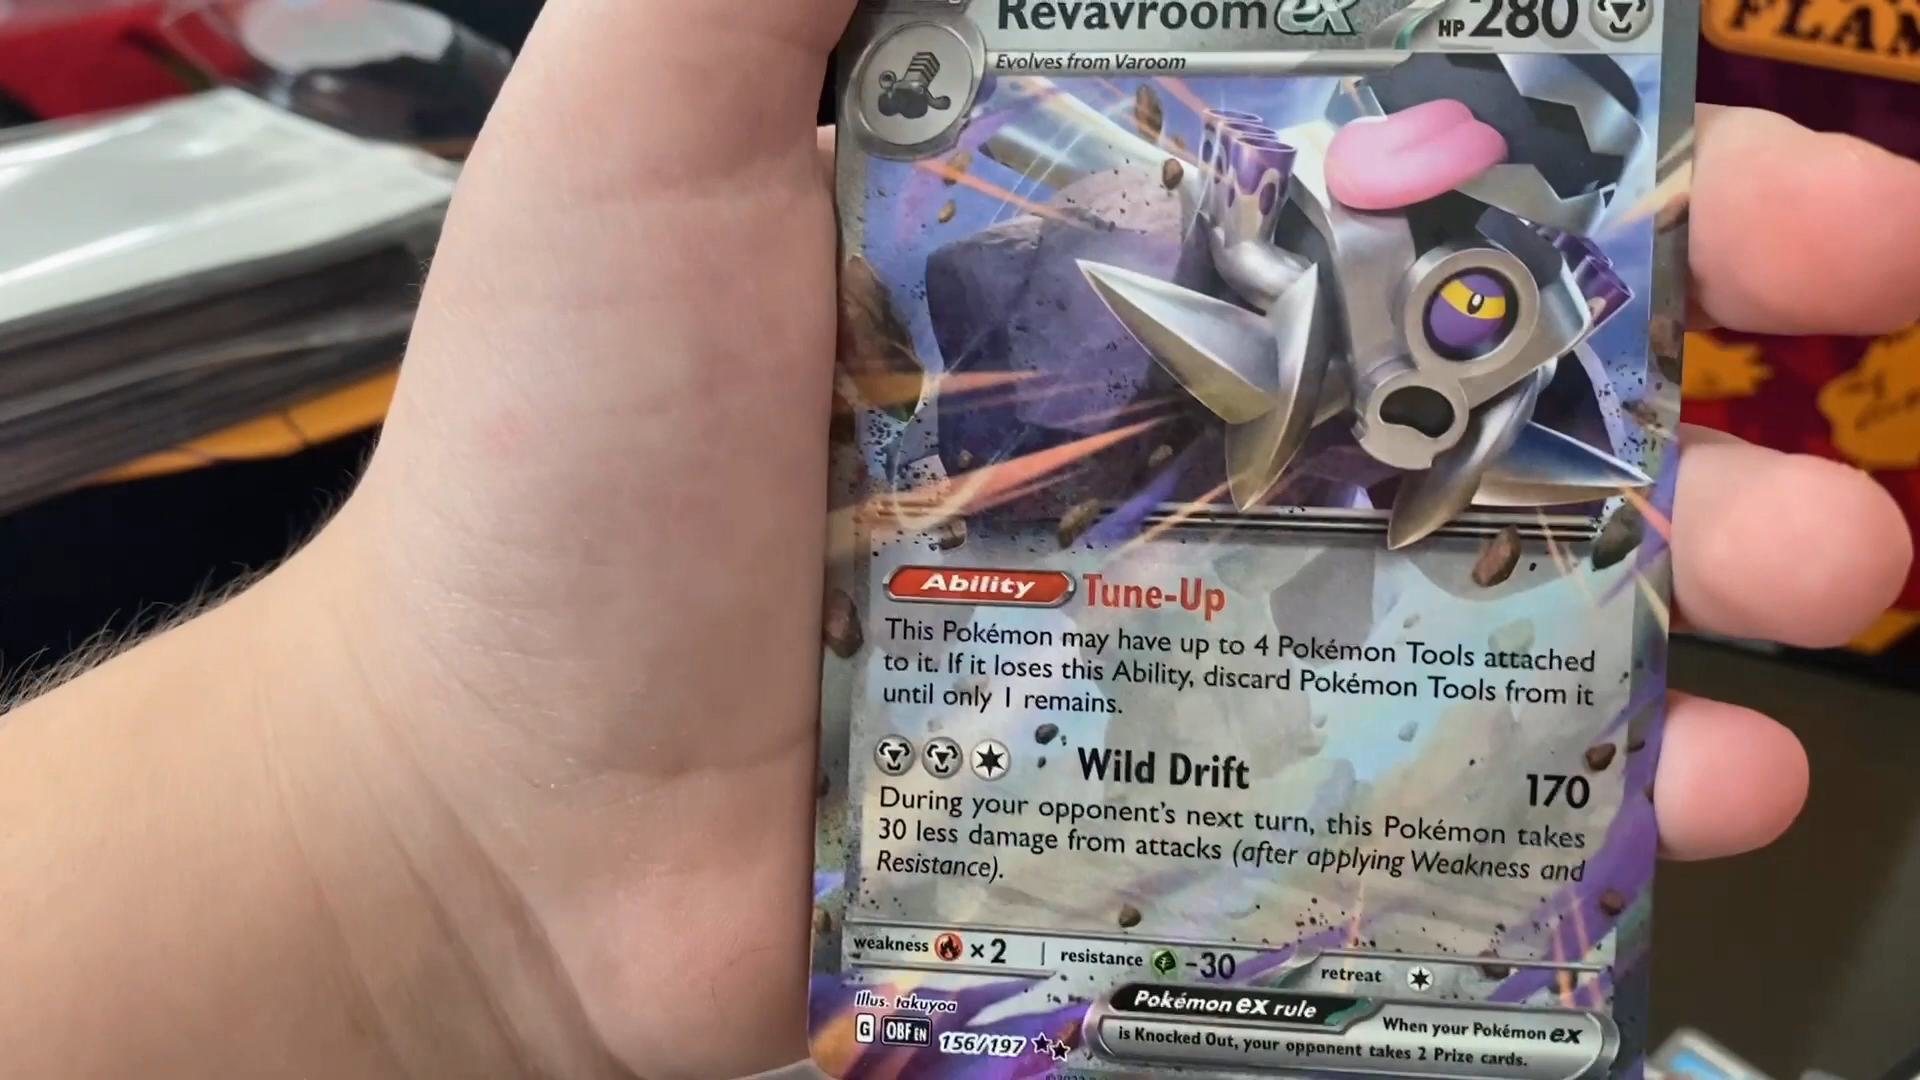 Revavroom ex HP 280
Evolves from Varoom
FLAM
Ability Tune-Up
This Pokémon may have up to 4 Pokémon Tools attached
to it. If it loses this Ability, discard Pokémon Tools from it
until only 1 remains.
Wild Drift 170
During your opponent's next turn, this Pokémon takes
30 less damage from attacks (after applying Weakness and
Resistance).
weakness ×2 resistance -30 retreat
Illus. takuyoa
Pokémon ex rule
When your Pokémon ex
G OBF EN 156/197
is Knocked Out, your opponent takes 2 Prize cards.